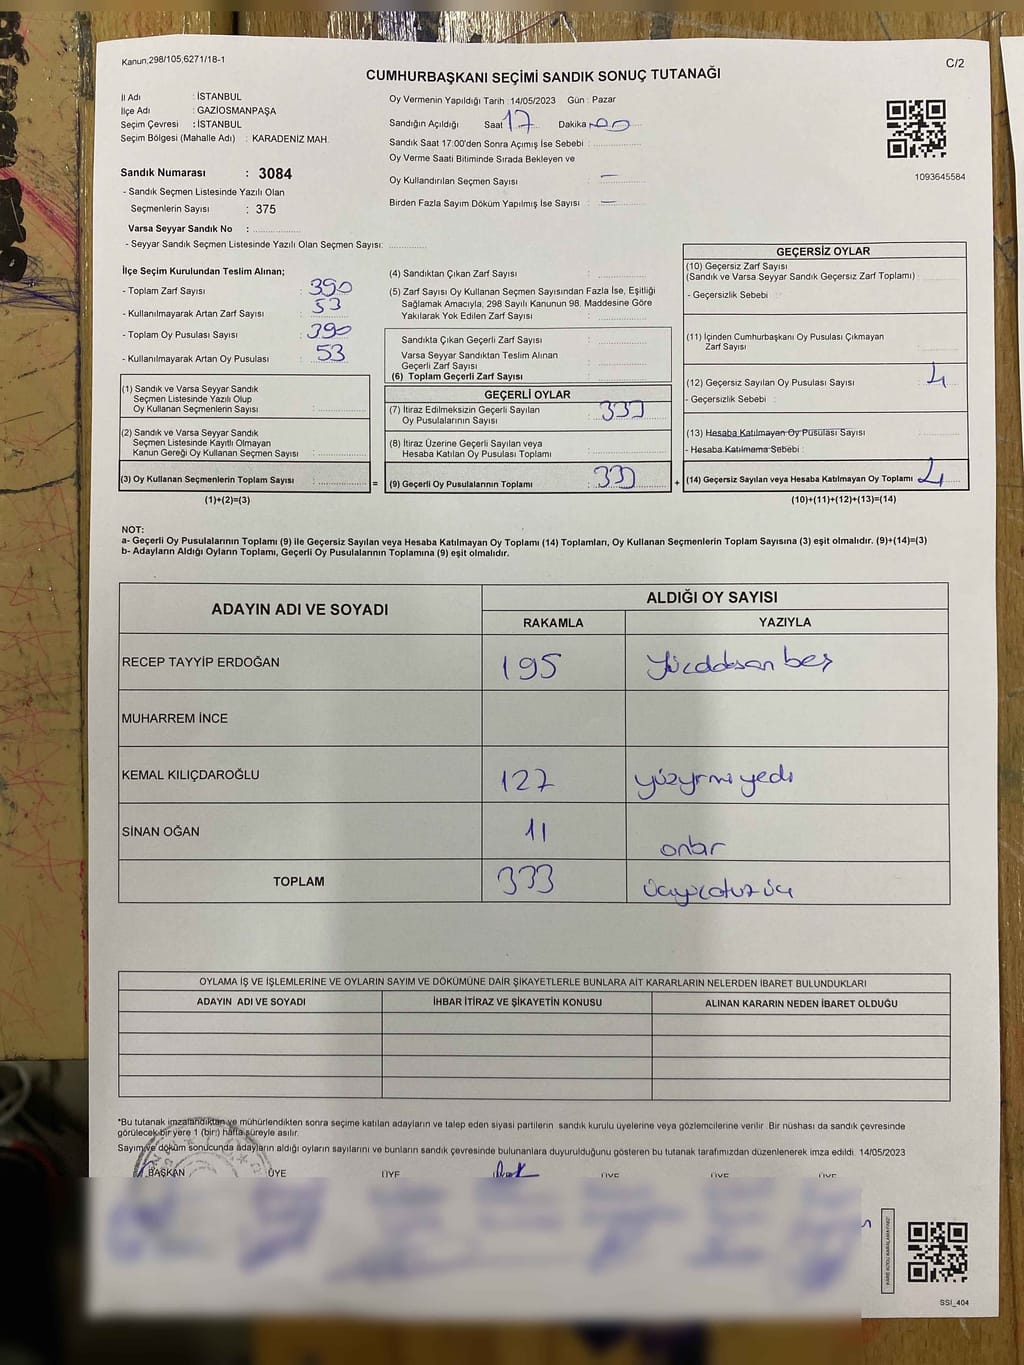 Kanun,298/105,6271/18-1
C/2
CUMHURBAŞKANI SEÇİMİ SANDIK SONUÇ TUTANAĞI
İl Adı : İSTANBUL
İlçe Adı : GAZİOSMANPAŞA
Seçim Çevresi : İSTANBUL
Seçim Bölgesi (Mahalle Adı) : KARADENİZ MAH.
Sandık Numarası : 3084
- Sandık Seçmen Listesinde Yazılı Olan
Seçmenlerin Sayısı : 375
Varsa Seyyar Sandık No :
- Seyyar Sandık Seçmen Listesinde Yazılı Olan Seçmen Sayısı:
Oy Vermenin Yapıldığı Tarih :14/05/2023 Gün : Pazar
Sandığın Açıldığı Saat 17 Dakika 00
Sandık Saat 17:00'den Sonra Açımış İse Sebebi :
Oy Verme Saati Bitiminde Sırada Bekleyen ve
Oy Kullandırılan Seçmen Sayısı : —
Birden Fazla Sayım Döküm Yapılmış İse Sayısı : —
1093645584
İlçe Seçim Kurulundan Teslim Alınan;
- Toplam Zarf Sayısı : 390
- Kullanılmayarak Artan Zarf Sayısı : 53
- Toplam Oy Pusulası Sayısı : 390
- Kullanılmayarak Artan Oy Pusulası : 53
(1) Sandık ve Varsa Seyyar Sandık
Seçmen Listesinde Yazılı Olup
Oy Kullanan Seçmenlerin Sayısı :
(2) Sandık ve Varsa Seyyar Sandık
Seçmen Listesinde Kayıtlı Olmayan
Kanun Gereği Oy Kullanan Seçmen Sayısı :
(3) Oy Kullanan Seçmenlerin Toplam Sayısı :
(1)+(2)=(3)
(4) Sandıktan Çıkan Zarf Sayısı :
(5) Zarf Sayısı Oy Kullanan Seçmen Sayısından Fazla İse, Eşitliği
Sağlamak Amacıyla, 298 Sayılı Kanunun 98. Maddesine Göre
Yakılarak Yok Edilen Zarf Sayısı :
Sandıkta Çıkan Geçerli Zarf Sayısı :
Varsa Seyyar Sandıktan Teslim Alınan
Geçerli Zarf Sayısı :
(6) Toplam Geçerli Zarf Sayısı :
GEÇERLİ OYLAR
(7) İtiraz Edilmeksizin Geçerli Sayılan
Oy Pusulalarının Sayısı : 333
(8) İtiraz Üzerine Geçerli Sayılan veya
Hesaba Katılan Oy Pusulası Toplamı :
= (9) Geçerli Oy Pusulalarının Toplamı : 333 +
GEÇERSİZ OYLAR
(10) Geçersiz Zarf Sayısı
(Sandık ve Varsa Seyyar Sandık Geçersiz Zarf Toplamı) :
- Geçersizlik Sebebi :
(11) İçinden Cumhurbaşkanı Oy Pusulası Çıkmayan
Zarf Sayısı
(12) Geçersiz Sayılan Oy Pusulası Sayısı : 4
- Geçersizlik Sebebi :
(13) Hesaba Katılmayan Oy Pusulası Sayısı
- Hesaba Katılmama Sebebi :
(14) Geçersiz Sayılan veya Hesaba Katılmayan Oy Toplamı : 4
(10)+(11)+(12)+(13)=(14)
NOT:
a- Geçerli Oy Pusulalarının Toplamı (9) ile Geçersiz Sayılan veya Hesaba Katılmayan Oy Toplamı (14) Toplamları, Oy Kullanan Seçmenlerin Toplam Sayısına (3) eşit olmalıdır. (9)+(14)=(3)
b- Adayların Aldığı Oyların Toplamı, Geçerli Oy Pusulalarının Toplamına (9) eşit olmalıdır.
ADAYIN ADI VE SOYADI
ALDIĞI OY SAYISI
RAKAMLA YAZIYLA
RECEP TAYYİP ERDOĞAN 195 yüzddosan beş
MUHARREM İNCE
KEMAL KILIÇDAROĞLU 127 yüzyrmi yedi
SİNAN OĞAN 11 onbir
TOPLAM 333 üçyüzotuz üç
OYLAMA İŞ VE İŞLEMLERİNE VE OYLARIN SAYIM VE DÖKÜMÜNE DAİR ŞİKAYETLERLE BUNLARA AİT KARARLARIN NELERDEN İBARET BULUNDUKLARI
ADAYIN ADI VE SOYADI İHBAR İTİRAZ VE ŞİKAYETİN KONUSU ALINAN KARARIN NEDEN İBARET OLDUĞU
*Bu tutanak imzalandıktan ve mühürlendikten sonra seçime katılan adayların ve talep eden siyasi partilerin sandık kurulu üyelerine veya gözlemcilerine verilir. Bir nüshası da sandık çevresinde
görülecek bir yere 1 (bir) hafta süreyle asılır.
Sayım ve döküm sonucunda adayların aldığı oyların sayılarını ve bunların sandık çevresinde bulunanlara duyurulduğunu gösteren bu tutanak tarafımızdan düzenlenerek imza edildi. 14/05/2023
BAŞKAN ÜYE ÜYE ÜYE ÜYE ÜYE
SSI_404